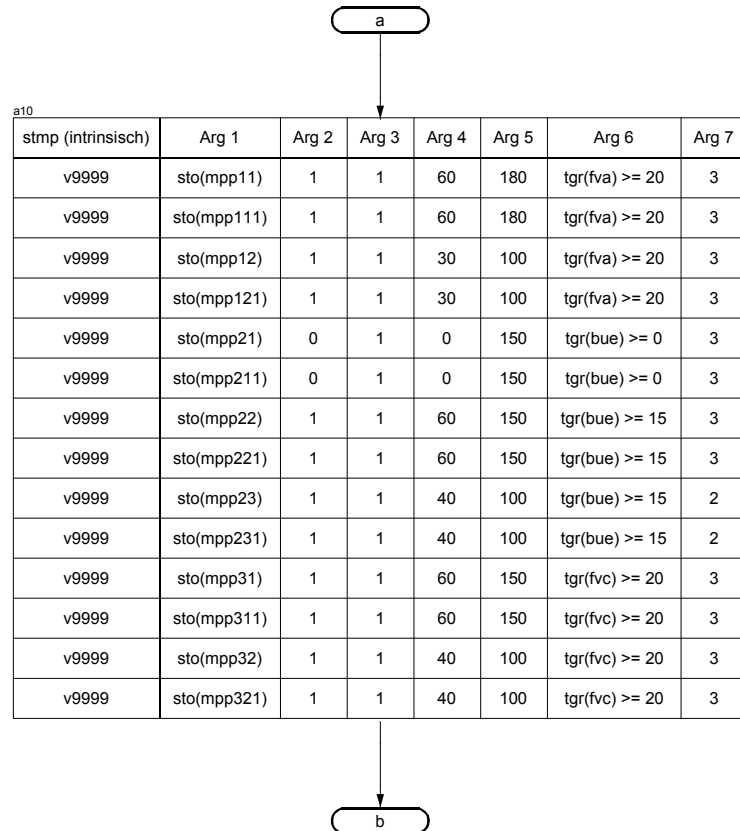 a
a10
stmp (intrinsisch) Arg 1 Arg 2 Arg 3 Arg 4 Arg 5 Arg 6 Arg 7
v9999 sto(mpp11) 1 1 60 180 tgr(fva) >= 20 3
v9999 sto(mpp111) 1 1 60 180 tgr(fva) >= 20 3
v9999 sto(mpp12) 1 1 30 100 tgr(fva) >= 20 3
v9999 sto(mpp121) 1 1 30 100 tgr(fva) >= 20 3
v9999 sto(mpp21) 0 1 0 150 tgr(bue) >= 0 3
v9999 sto(mpp211) 0 1 0 150 tgr(bue) >= 0 3
v9999 sto(mpp22) 1 1 60 150 tgr(bue) >= 15 3
v9999 sto(mpp221) 1 1 60 150 tgr(bue) >= 15 3
v9999 sto(mpp23) 1 1 40 100 tgr(bue) >= 15 2
v9999 sto(mpp231) 1 1 40 100 tgr(bue) >= 15 2
v9999 sto(mpp31) 1 1 60 150 tgr(fvc) >= 20 3
v9999 sto(mpp311) 1 1 60 150 tgr(fvc) >= 20 3
v9999 sto(mpp32) 1 1 40 100 tgr(fvc) >= 20 3
v9999 sto(mpp321) 1 1 40 100 tgr(fvc) >= 20 3
b